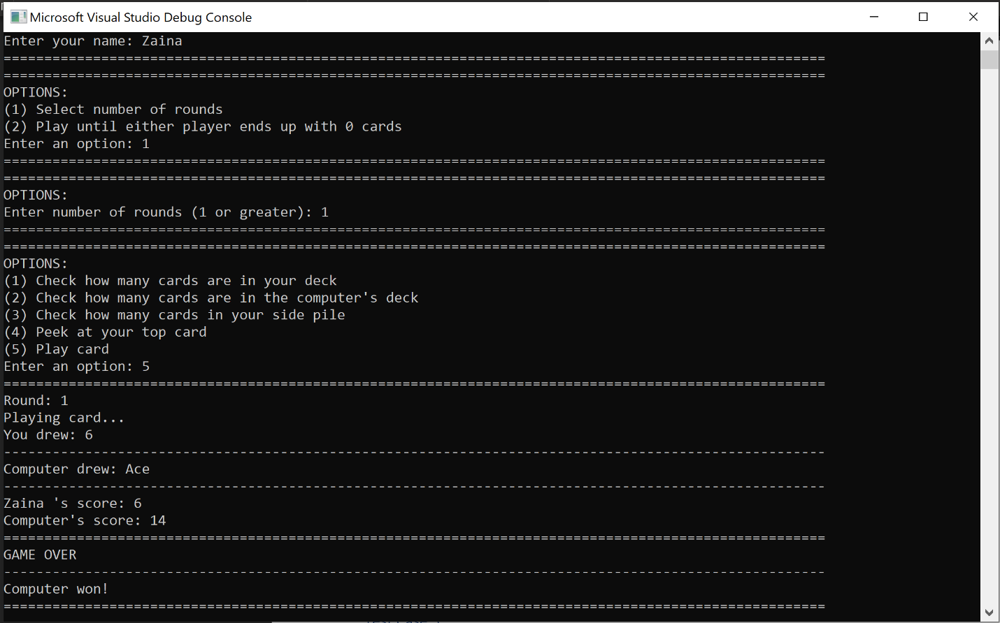 Microsoft Visual Studio Debug Console
Enter your name: Zaina
=====================================================================================================
=====================================================================================================
OPTIONS:
(1) Select number of rounds
(2) Play until either player ends up with 0 cards
Enter an option: 1
=====================================================================================================
=====================================================================================================
OPTIONS:
Enter number of rounds (1 or greater): 1
=====================================================================================================
=====================================================================================================
OPTIONS:
(1) Check how many cards are in your deck
(2) Check how many cards are in the computer's deck
(3) Check how many cards in your side pile
(4) Peek at your top card
(5) Play card
Enter an option: 5
=====================================================================================================
Round: 1
Playing card...
You drew: 6
-----------------------------------------------------------------------------------------------------
Computer drew: Ace
-----------------------------------------------------------------------------------------------------
Zaina 's score: 6
Computer's score: 14
=====================================================================================================
GAME OVER
-----------------------------------------------------------------------------------------------------
Computer won!
=====================================================================================================